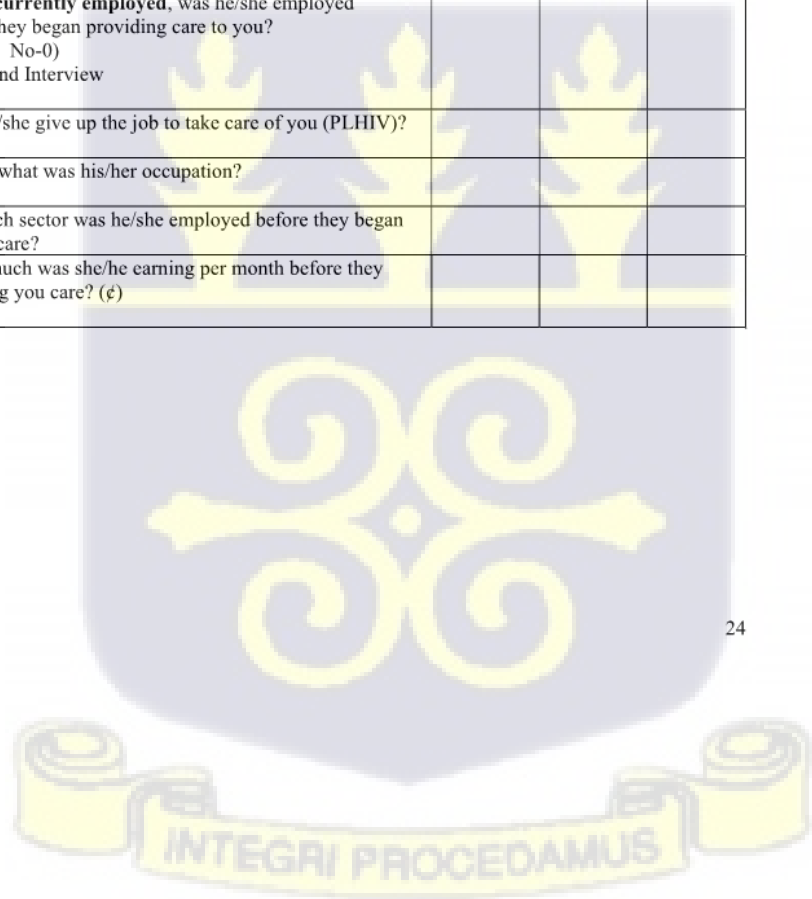 currently employed, was he/she employed
hey began providing care to you?
No-0)
nd Interview
/she give up the job to take care of you (PLHIV)?
what was his/her occupation?
ch sector was he/she employed before they began
care?
uch was she/he earning per month before they
g you care? (¢)
24
INTEGRI PROCEDAMUS